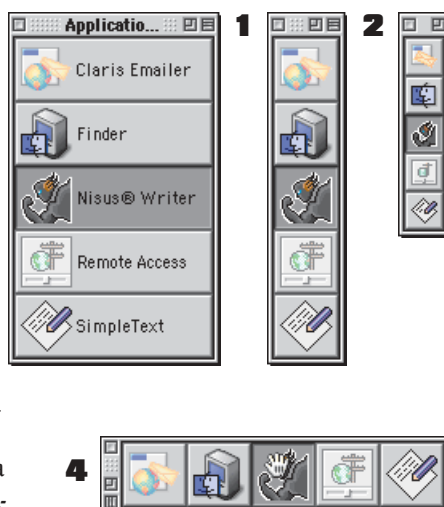 Applicatio...
1
2
Claris Emailer
Finder
Nisus® Writer
Remote Access
SimpleText
a
4